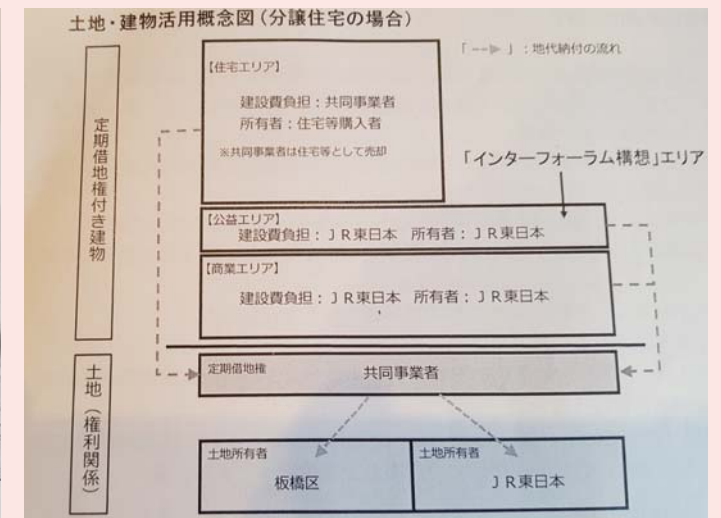 土地・建物活用概念図(分譲住宅の場合)
「--▶」:地代納付の流れ
定期借地権付き建物
【住宅エリア】
建設費負担:共同事業者
所有者:住宅等購入者
※共同事業者は住宅等として売却
「インターフォーラム構想」エリア
【公益エリア】
建設費負担:JR東日本 所有者:JR東日本
【商業エリア】
建設費負担:JR東日本 所有者:JR東日本
土地(権利関係)
定期借地権
共同事業者
土地所有者
板橋区
土地所有者
JR東日本